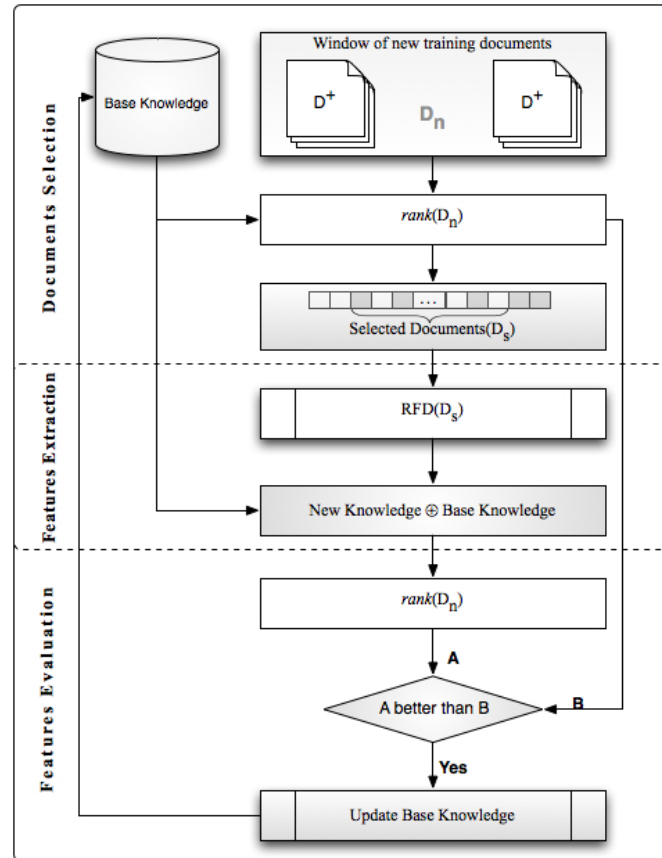 Documents Selection
Base Knowledge
Window of new training documents
D+
Dn
D+
rank(Dn)
...
Selected Documents(Ds)
Features Extraction
RFD(Ds)
New Knowledge ⊕ Base Knowledge
Features Evaluation
rank(Dn)
A
A better than B
B
Yes
Update Base Knowledge